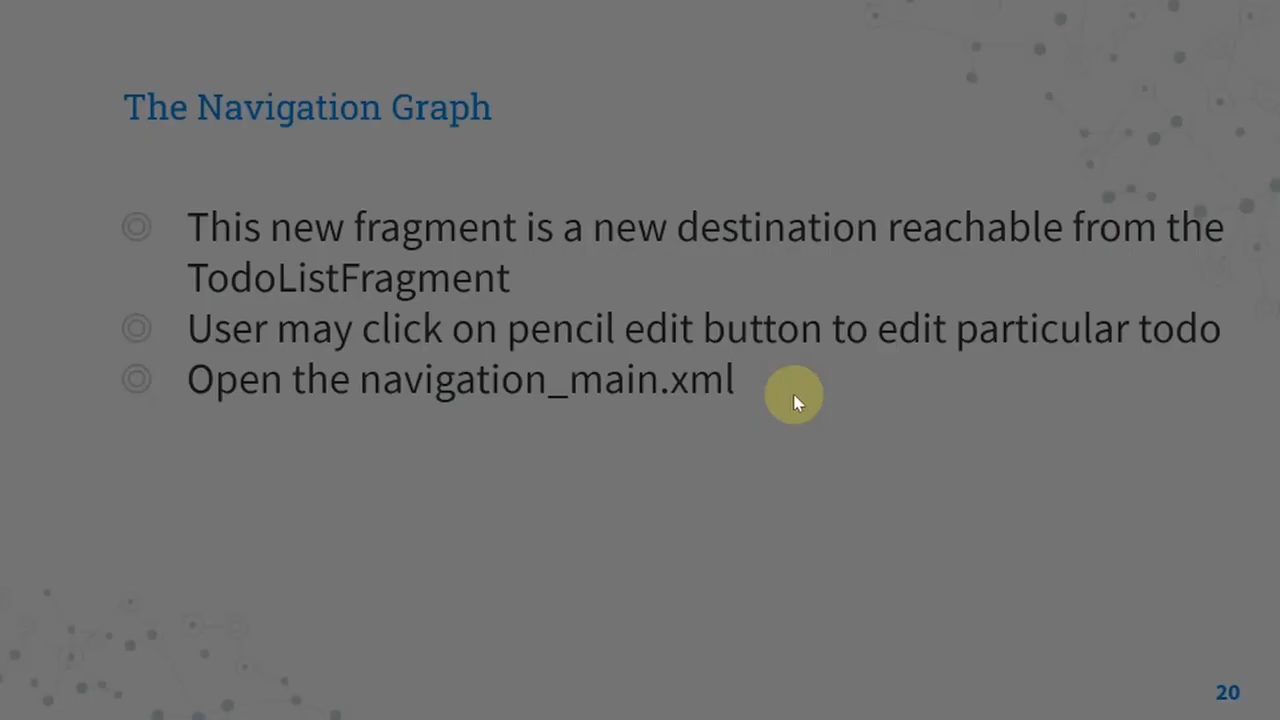 The Navigation Graph
This new fragment is a new destination reachable from the
TodoListFragment
User may click on pencil edit button to edit particular todo
Open the navigation_main.xml
20